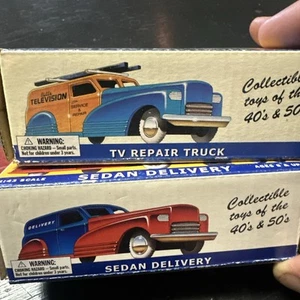 TELEVISION
SERVICE
& REPAIR
Collectible
toys of the
40's & 50's
WARNING:
CHOKING HAZARD - Small parts.
Not for children under 3 years.
TV REPAIR TRUCK
SCALE
SEDAN DELIVERY
DELIVERY
Collectible
toys of the
40's & 50's
WARNING:
CHOKING HAZARD - Small parts.
Not for children under 3 years.
SEDAN DELIVERY